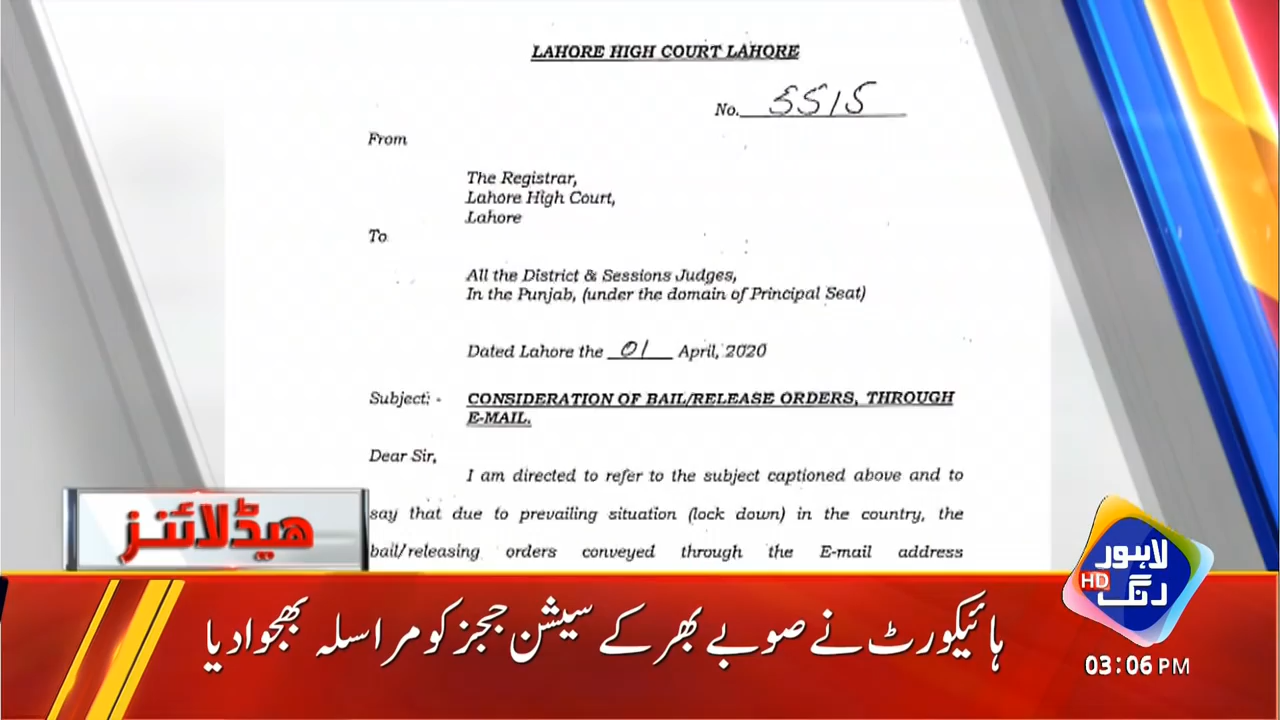 LAHORE HIGH COURT LAHORE
No. 5515
From
The Registrar,
Lahore High Court,
Lahore
To
All the District & Sessions Judges,
In the Punjab, (under the domain of Principal Seat)
Dated Lahore the 01 April, 2020
Subject: - CONSIDERATION OF BAIL/RELEASE ORDERS, THROUGH
E-MAIL.
Dear Sir,
I am directed to refer to the subject captioned above and to
say that due to prevailing situation (lock down) in the country, the
bail/releasing orders conveyed through the E-mail address
ہیڈلائنز
لاہور
HD رنگ
ہائیکورٹ نے صوبے بھر کے سیشن ججز کو مراسلہ بھجوا دیا
03:06 PM